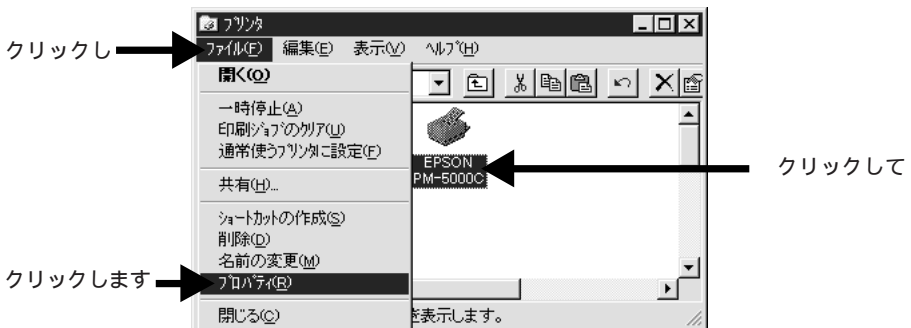 プリンタ
ファイル(F) 編集(E) 表示(V) ヘルプ(H)
クリックし
開く(O)
一時停止(A)
印刷ジョブのクリア(U)
通常使うプリンタに設定(F)
共有(H)...
ショートカットの作成(S)
削除(D)
名前の変更(M)
プロパティ(R)
閉じる(C)
EPSON
PM-5000C
クリックして
クリックします
を表示します。